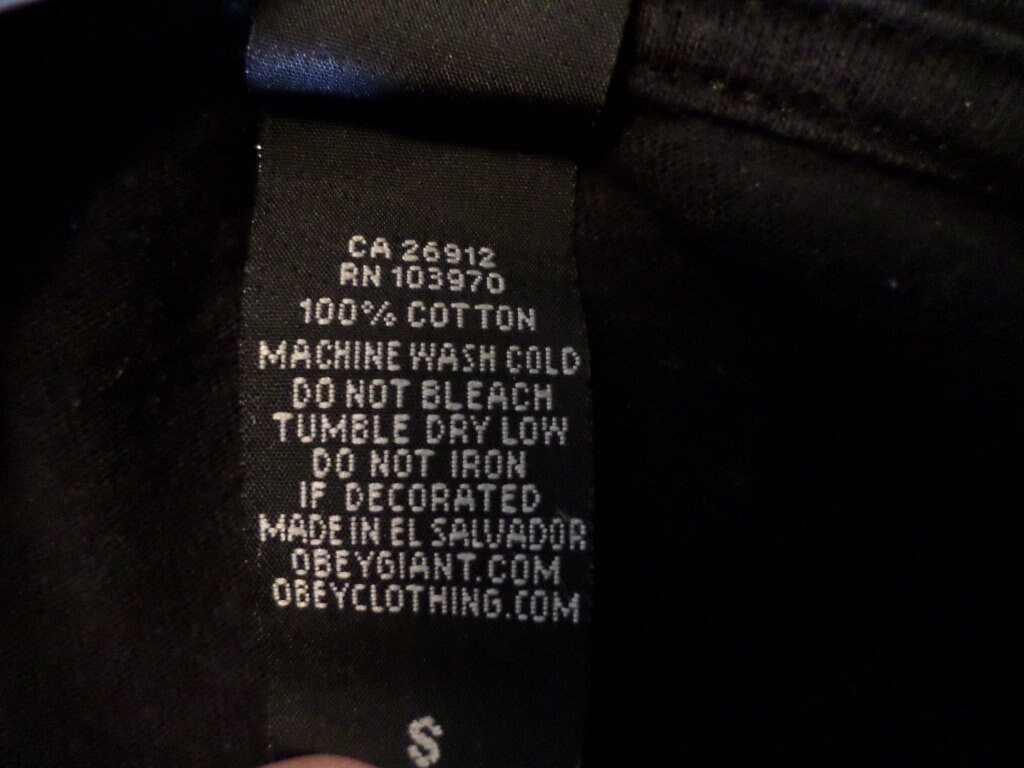 CA 26912
RN 103970
100% COTTON
MACHINE WASH COLD
DO NOT BLEACH
TUMBLE DRY LOW
DO NOT IRON
IF DECORATED
MADE IN EL SALVADOR
OBEYGIANT.COM
OBEYCLOTHING.COM
S